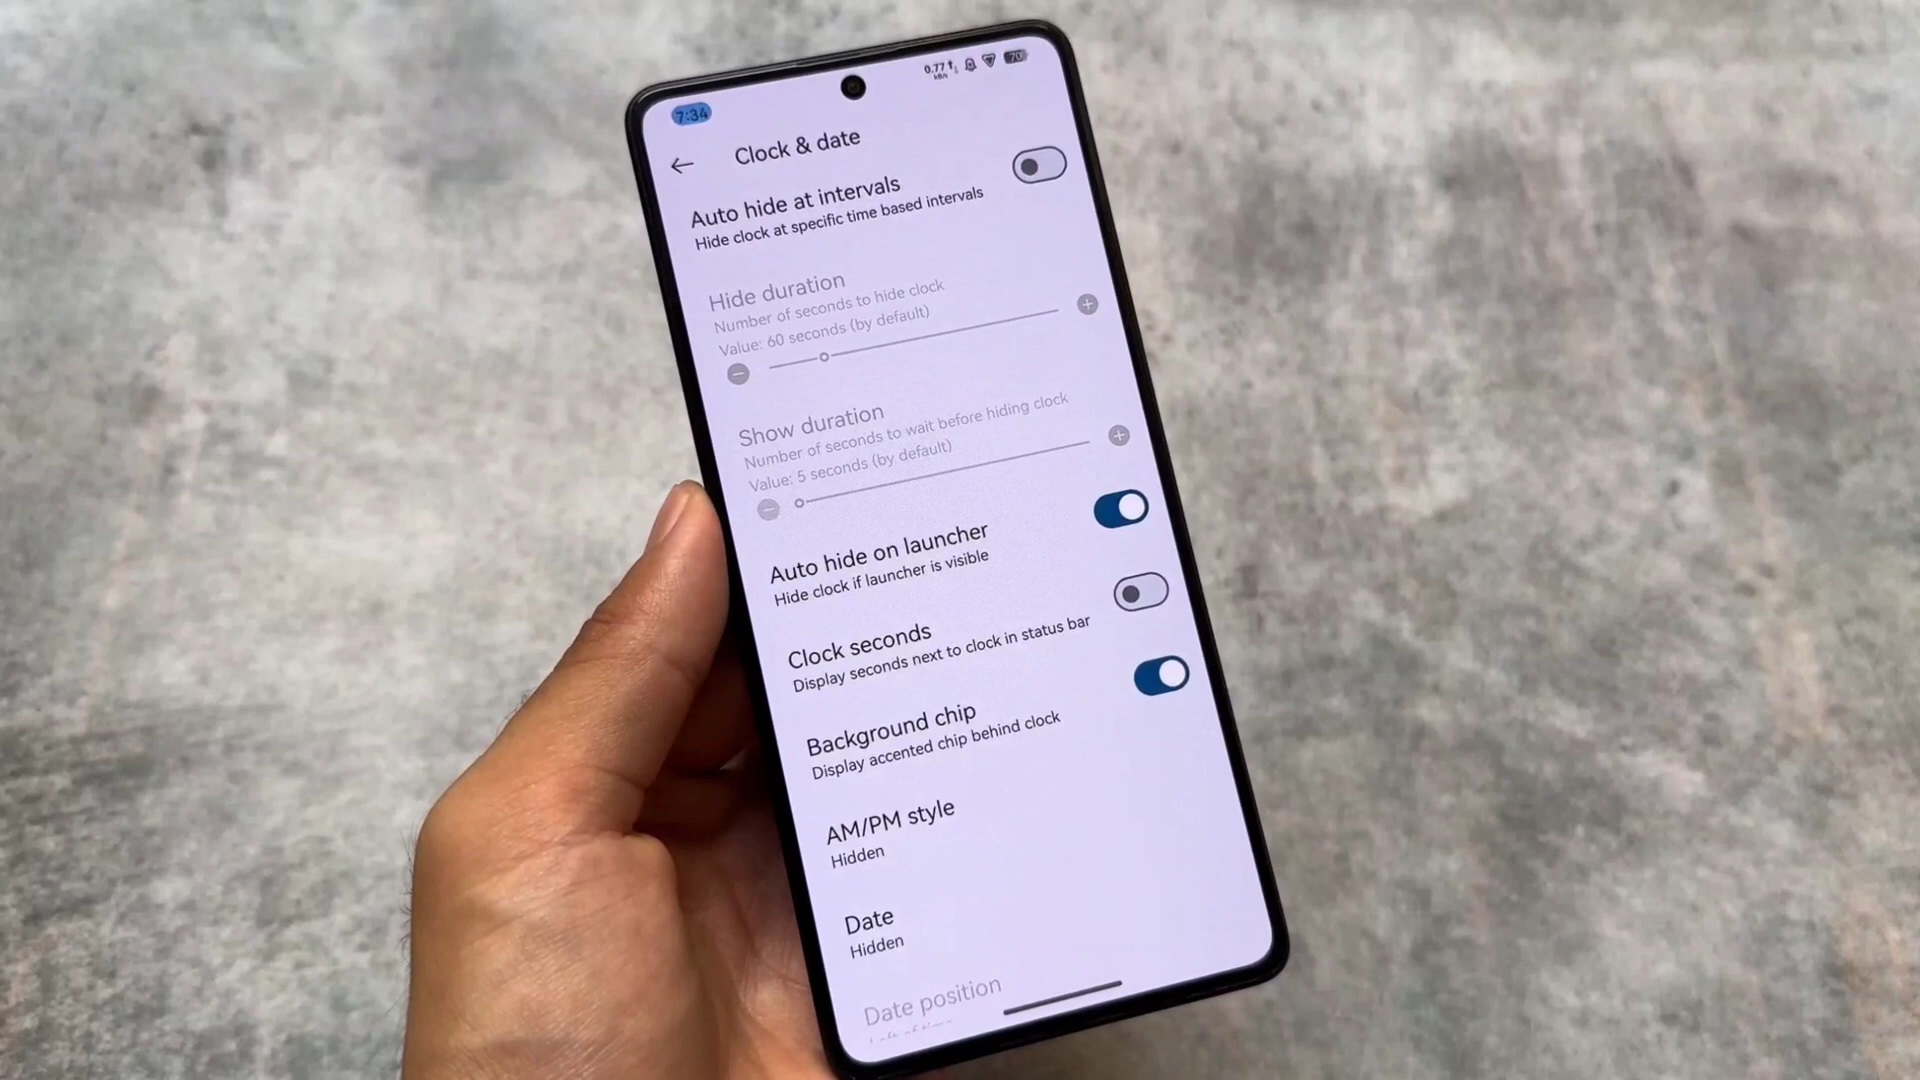 7:34
0.77
kB/s
70
Clock & date
Auto hide at intervals
Hide clock at specific time based intervals
Hide duration
Number of seconds to hide clock
Value: 60 seconds (by default)
Show duration
Number of seconds to wait before hiding clock
Value: 5 seconds (by default)
Auto hide on launcher
Hide clock if launcher is visible
Clock seconds
Display seconds next to clock in status bar
Background chip
Display accented chip behind clock
AM/PM style
Hidden
Date
Hidden
Date position